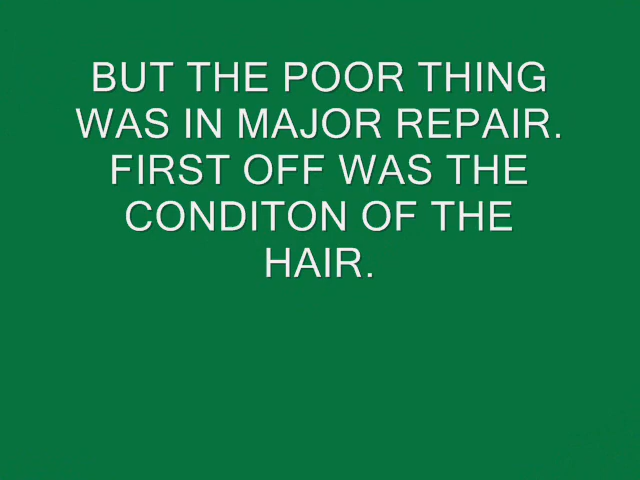 BUT THE POOR THING
WAS IN MAJOR REPAIR.
FIRST OFF WAS THE
CONDITON OF THE
HAIR.